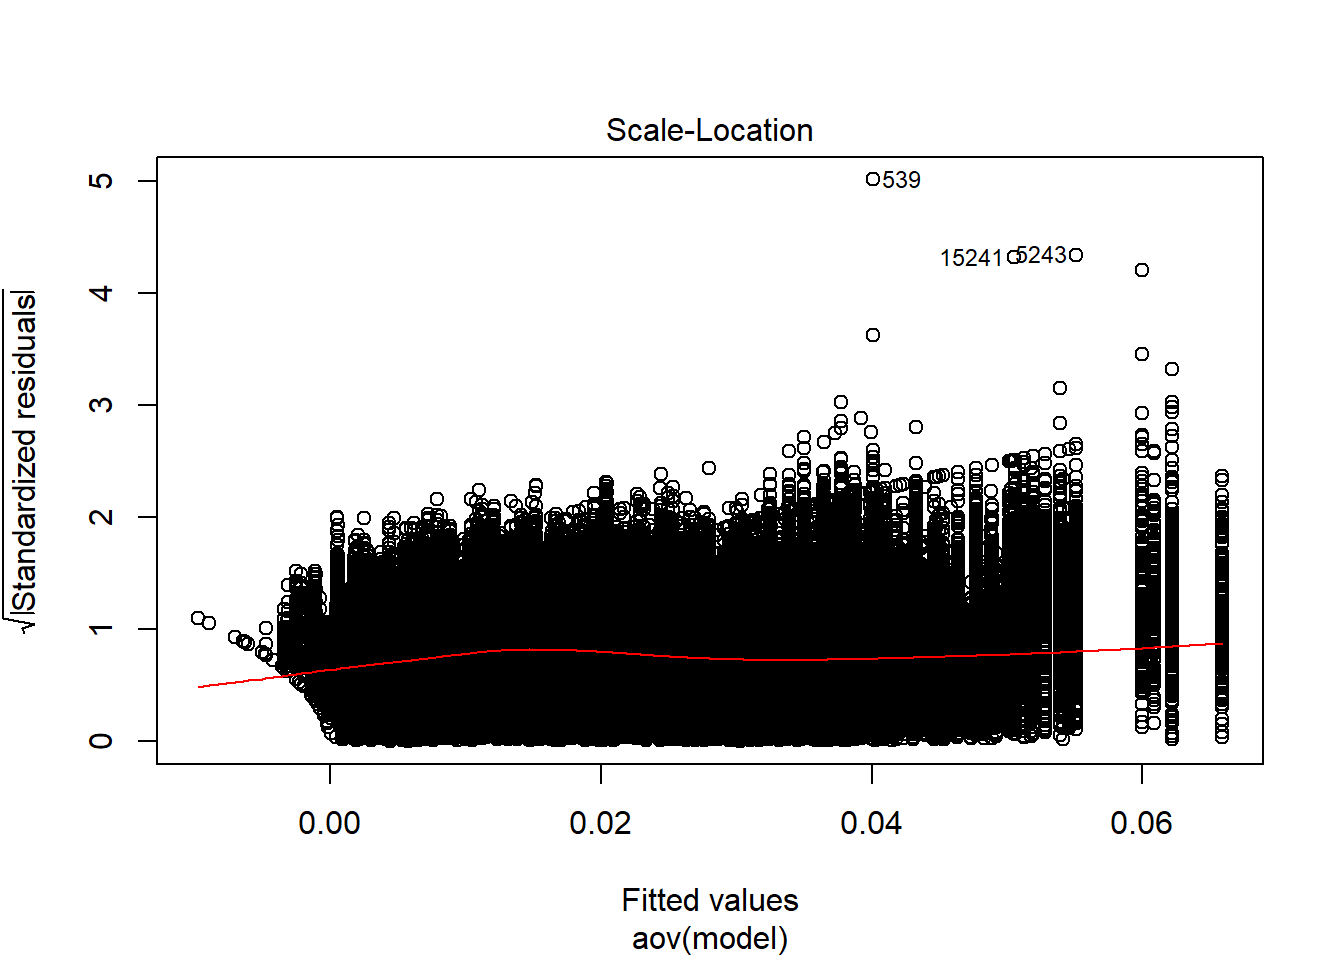 Scale-Location
√|Standardized residuals|
5
4
3
2
1
0
539
15241
5243
0.00 0.02 0.04 0.06
Fitted values
aov(model)